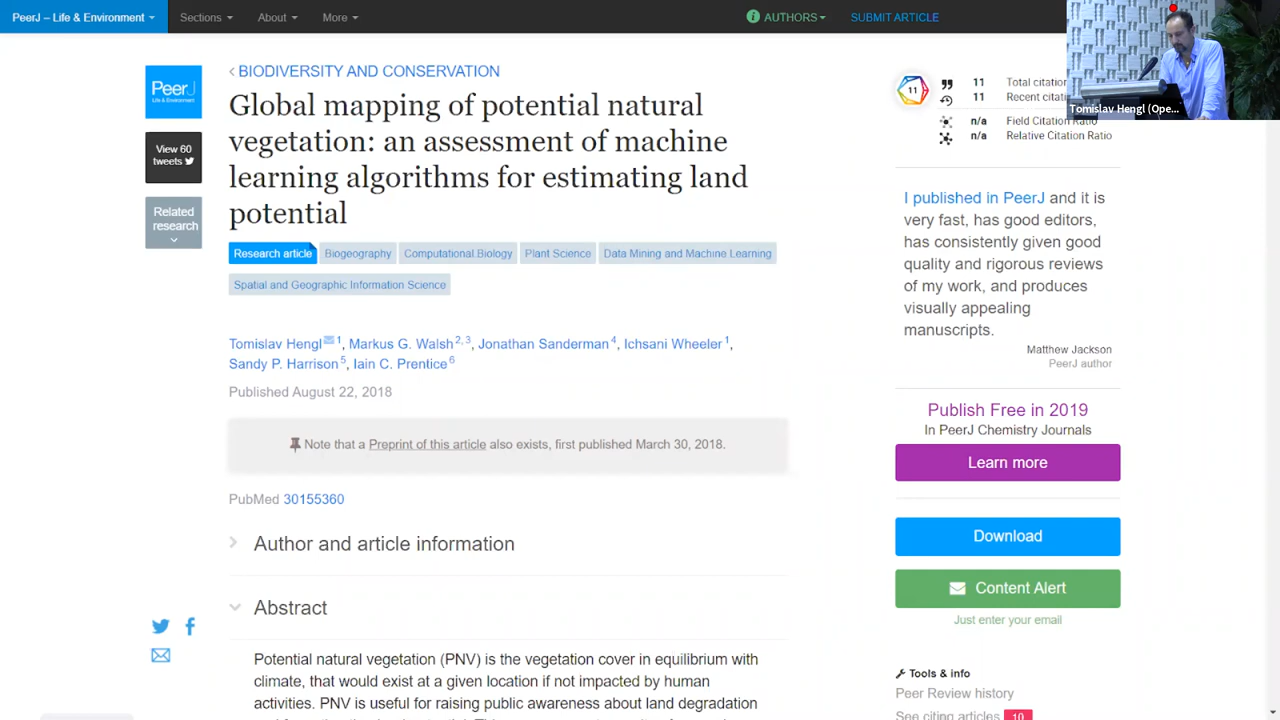 PeerJ – Life & Environment
Sections
About
More
AUTHORS
SUBMIT ARTICLE
Tomislav Hengl (Ope...
PeerJ
Life & Environment
View 60
tweets
Related
research
BIODIVERSITY AND CONSERVATION
Global mapping of potential natural
vegetation: an assessment of machine
learning algorithms for estimating land
potential
Research article Biogeography Computational Biology Plant Science Data Mining and Machine Learning
Spatial and Geographic Information Science
Tomislav Hengl 1, Markus G. Walsh 2, 3, Jonathan Sanderman 4, Ichsani Wheeler 1,
Sandy P. Harrison 5, Iain C. Prentice 6
Published August 22, 2018
Note that a Preprint of this article also exists, first published March 30, 2018.
PubMed 30155360
Author and article information
Abstract
Potential natural vegetation (PNV) is the vegetation cover in equilibrium with
climate, that would exist at a given location if not impacted by human
activities. PNV is useful for raising public awareness about land degradation
11
11 Total citatio
11 Recent citati
n/a Field Citation Ratio
n/a Relative Citation Ratio
I published in PeerJ and it is
very fast, has good editors,
has consistently given good
quality and rigorous reviews
of my work, and produces
visually appealing
manuscripts.
Matthew Jackson
PeerJ author
Publish Free in 2019
In PeerJ Chemistry Journals
Learn more
Download
Content Alert
Just enter your email
Tools & info
Peer Review history
See citing articles 10